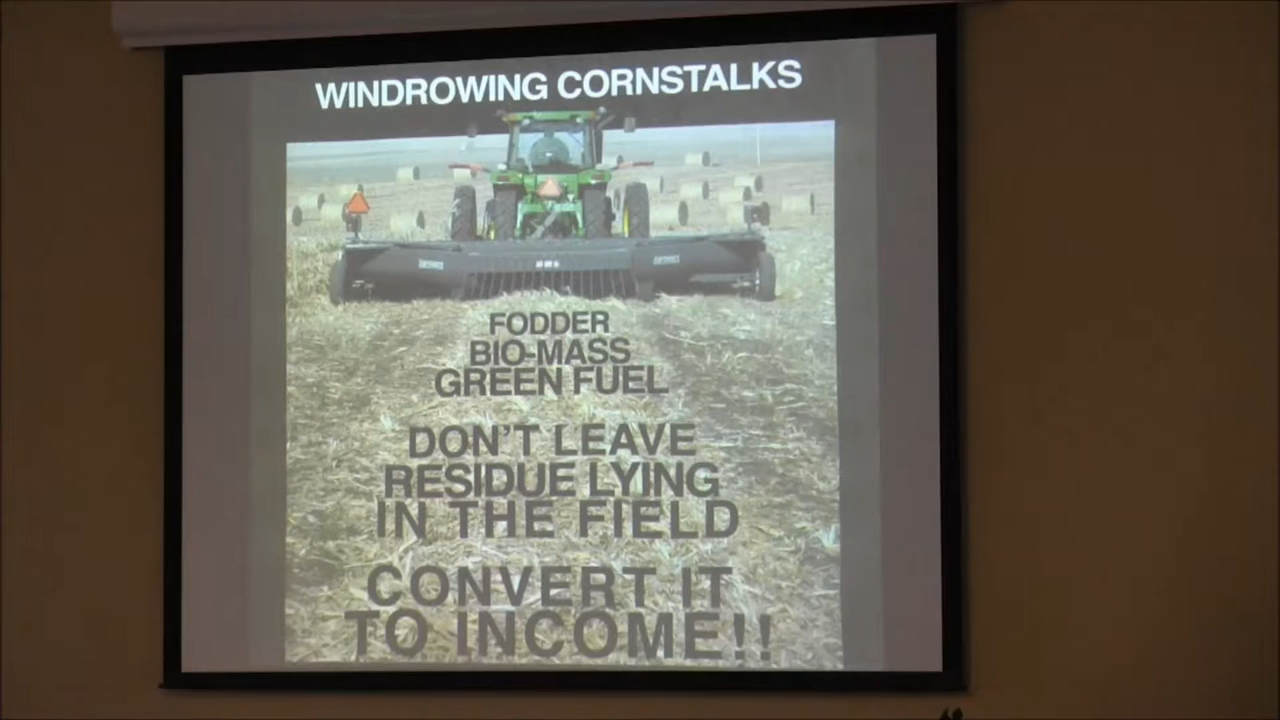 WINDROWING CORNSTALKS
FODDER
BIO-MASS
GREEN FUEL
DON'T LEAVE
RESIDUE LYING
IN THE FIELD
CONVERT IT
TO INCOME!!